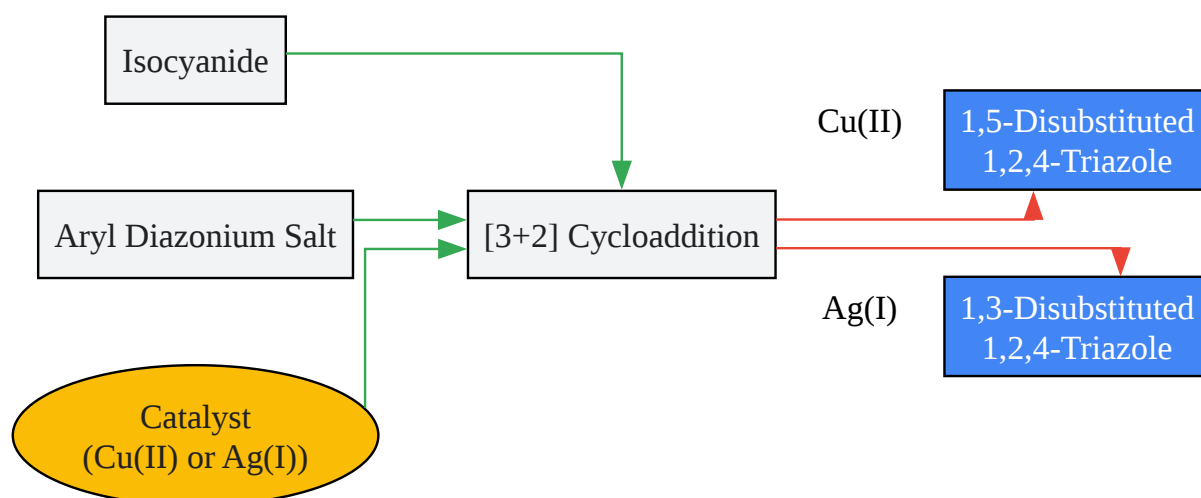 Isocyanide
Cu(II)
1,5-Disubstituted
1,2,4-Triazole
Aryl Diazonium Salt
[3+2] Cycloaddition
Ag(I)
1,3-Disubstituted
1,2,4-Triazole
Catalyst
(Cu(II) or Ag(I))